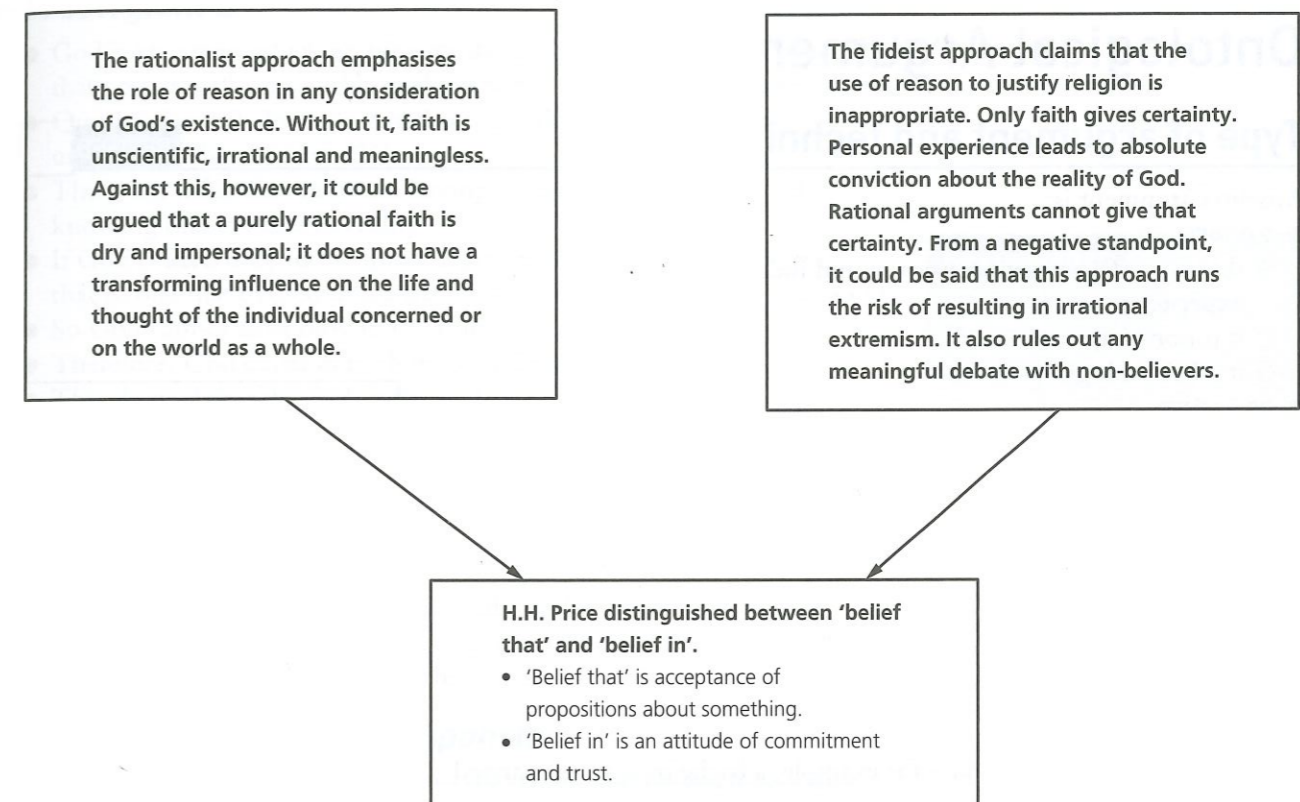 The rationalist approach emphasises
the role of reason in any consideration
of God's existence. Without it, faith is
unscientific, irrational and meaningless.
Against this, however, it could be
argued that a purely rational faith is
dry and impersonal; it does not have a
transforming influence on the life and
thought of the individual concerned or
on the world as a whole.
The fideist approach claims that the
use of reason to justify religion is
inappropriate. Only faith gives certainty.
Personal experience leads to absolute
conviction about the reality of God.
Rational arguments cannot give that
certainty. From a negative standpoint,
it could be said that this approach runs
the risk of resulting in irrational
extremism. It also rules out any
meaningful debate with non-believers.
H.H. Price distinguished between ‘belief
that’ and ‘belief in’.
• ‘Belief that’ is acceptance of
propositions about something.
• ‘Belief in’ is an attitude of commitment
and trust.